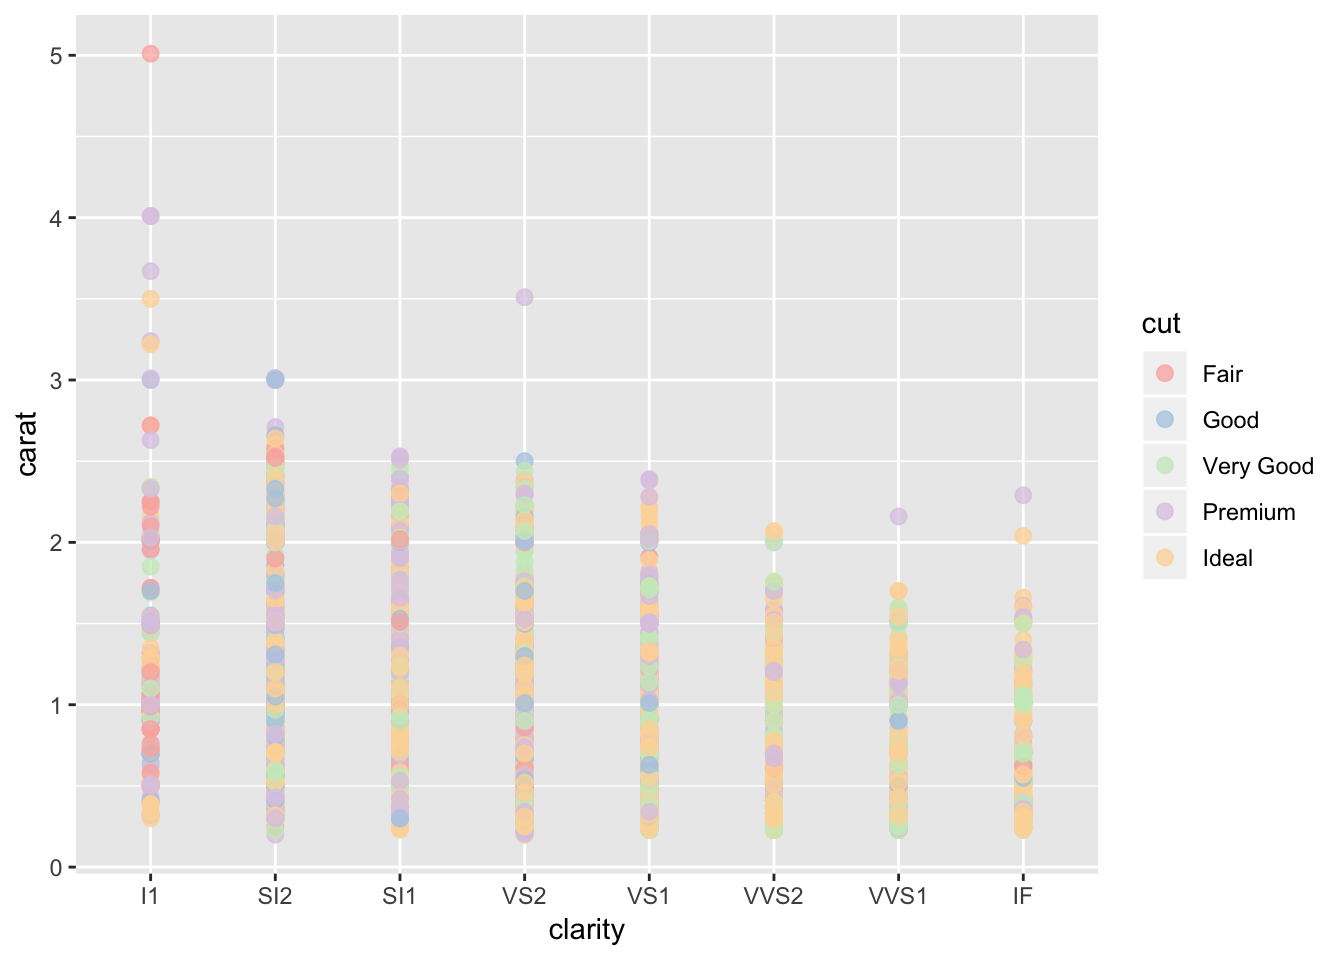 5
4
3
2
1
0
carat
I1 SI2 SI1 VS2 VS1 VVS2 VVS1 IF
clarity
cut
Fair
Good
Very Good
Premium
Ideal